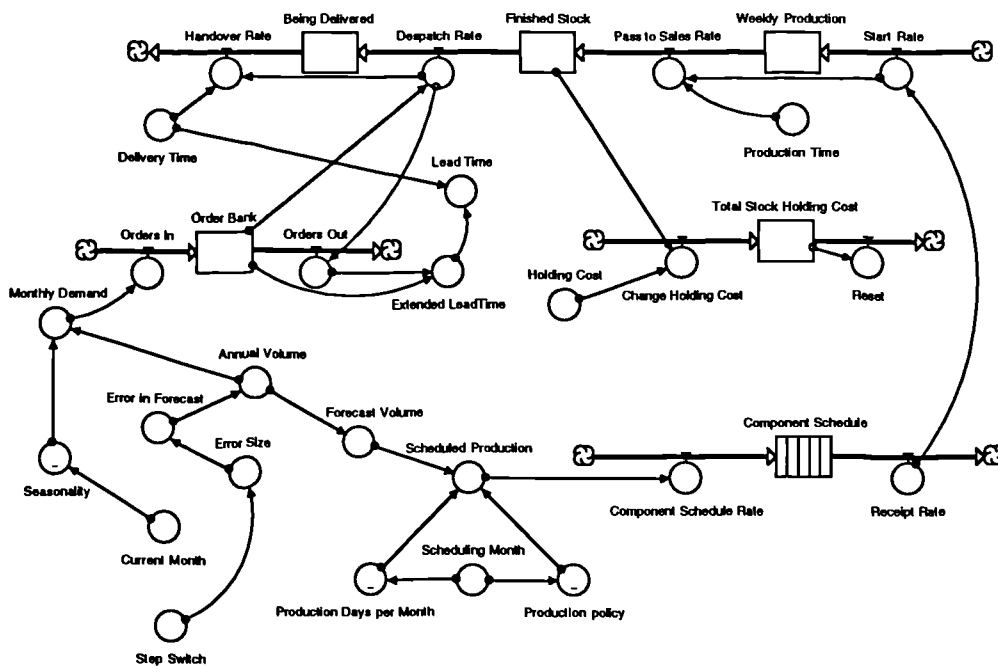 Being Delivered
Finished Stock
Weekly Production
Handover Rate
Despatch Rate
Pass to Sales Rate
Start Rate
Delivery Time
Production Time
Lead Time
Order Bank
Total Stock Holding Cost
Orders In
Orders Out
Holding Cost
Monthly Demand
Extended LeadTime
Change Holding Cost
Reset
Annual Volume
Error in Forecast
Forecast Volume
Component Schedule
Error Size
Scheduled Production
Seasonality
Component Schedule Rate
Receipt Rate
Current Month
Scheduling Month
Production Days per Month
Production policy
Step Switch